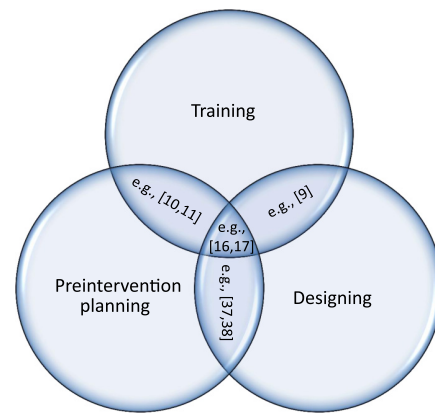 Training
e.g., [10,11]
e.g., [9]
e.g.,
[16,17]
Preintervention
planning
e.g., [37,38]
Designing